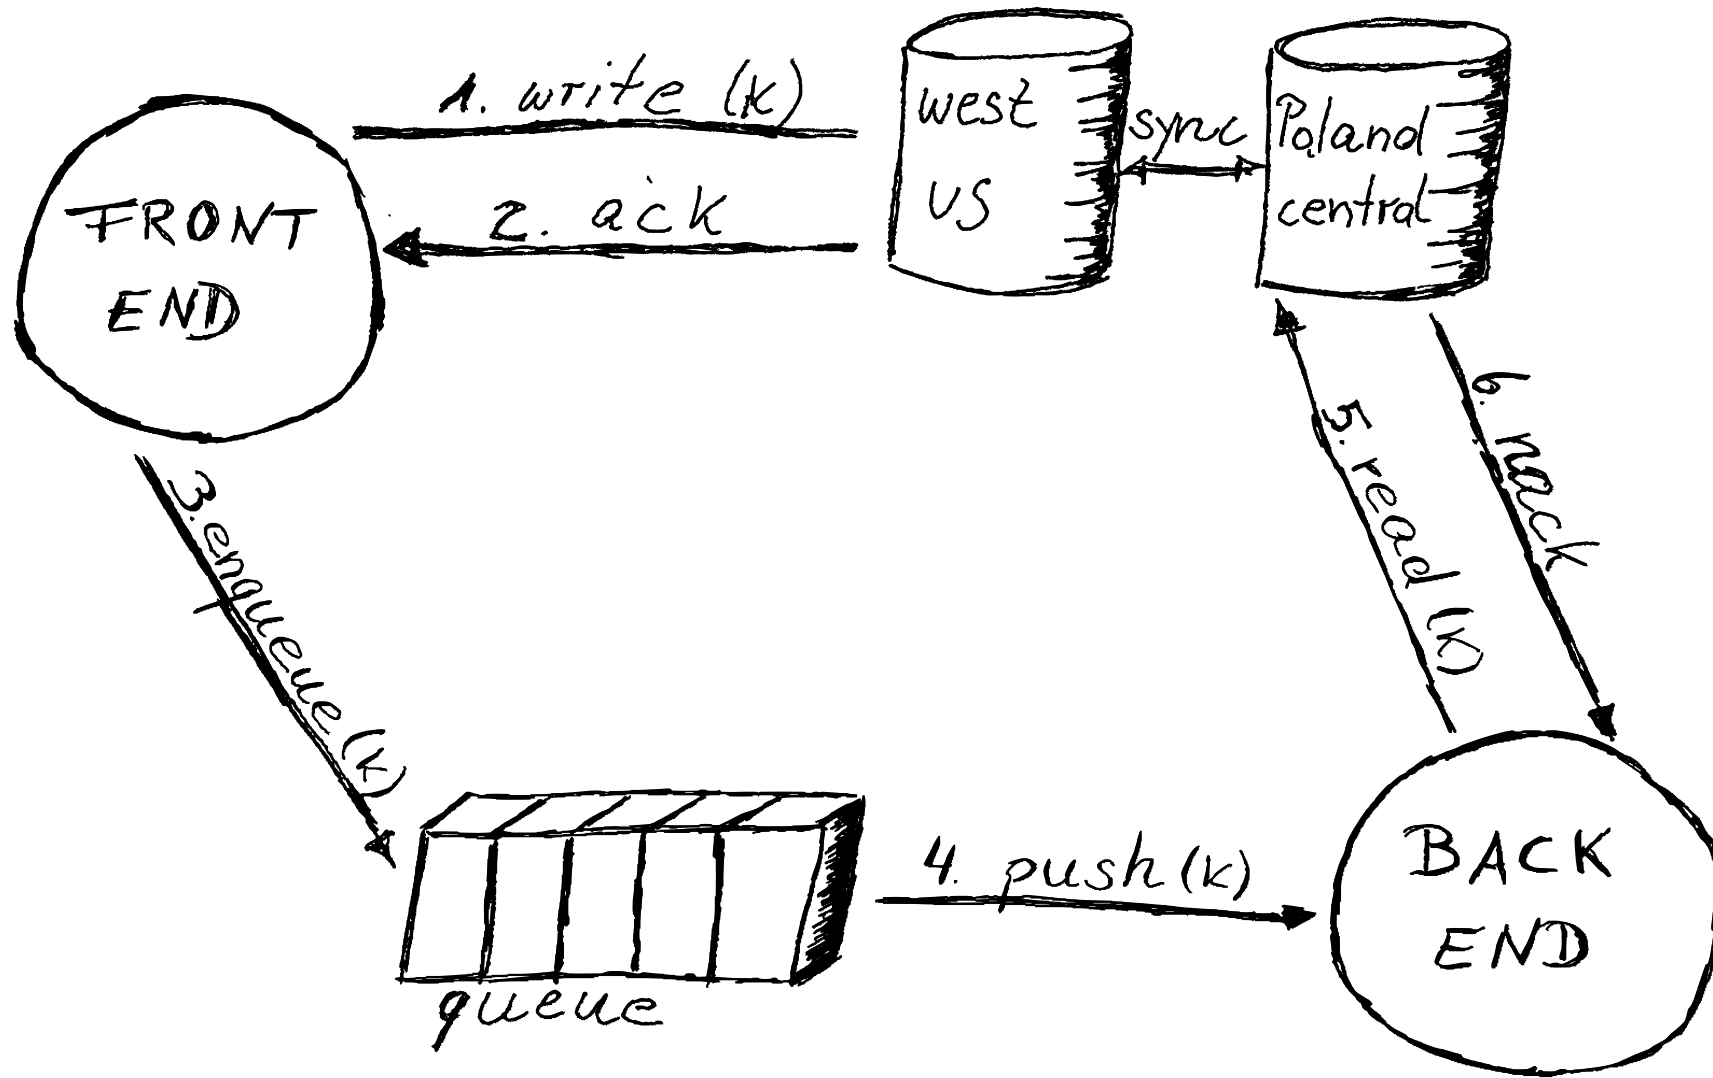 1. write (k)
2. ack
FRONT
END
west
US
sync
Poland
central
3. enqueue (k)
queue
4. push (k)
5. read (k)
6. nack
BACK
END